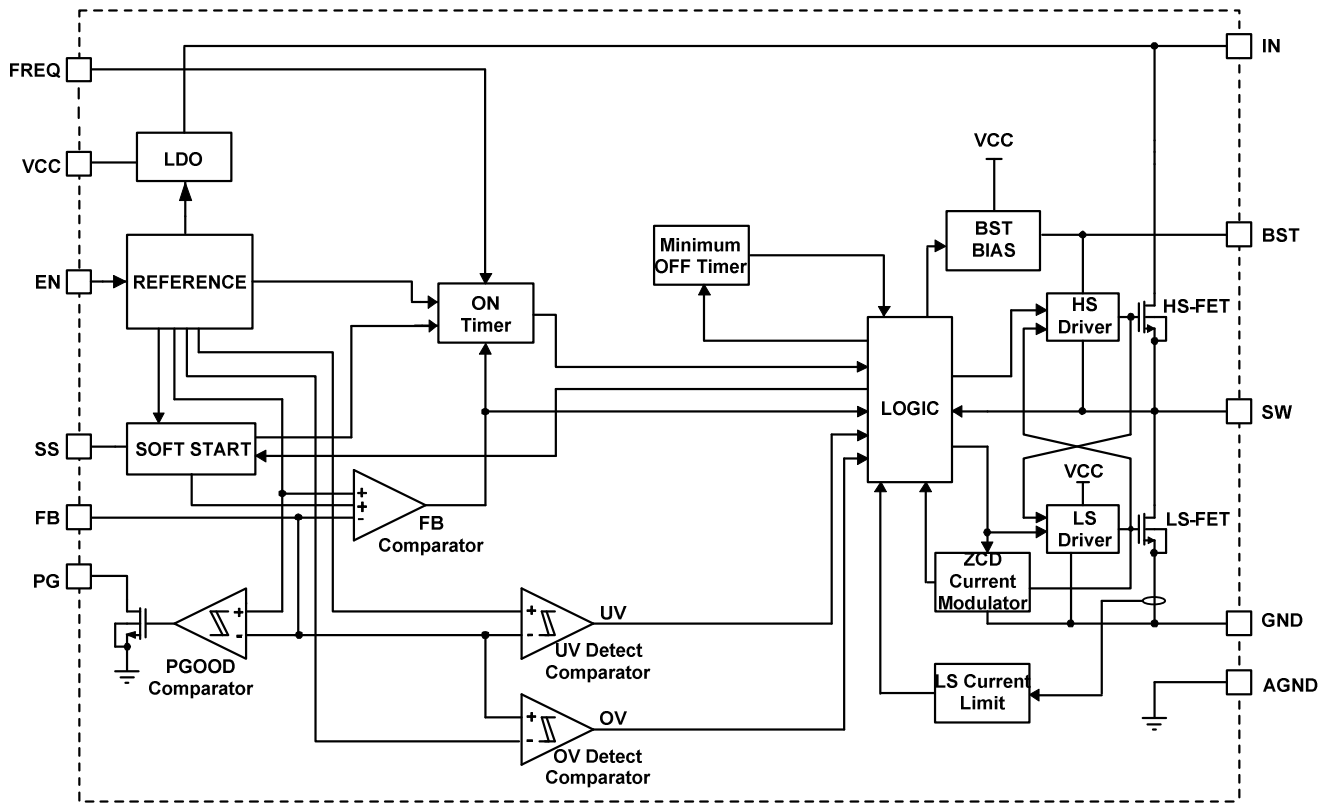 IN
FREQ
VCC
LDO
VCC
BST
BIAS
BST
Minimum
OFF Timer
EN
REFERENCE
ON
Timer
HS
Driver
HS-FET
LOGIC
SW
SS
SOFT START
VCC
+
+
-
FB
Comparator
FB
LS
Driver
LS-FET
PG
ZCD
Current
Modulator
+
-
PGOOD
Comparator
+
-
UV
UV Detect
Comparator
GND
LS Current
Limit
AGND
+
-
OV
OV Detect
Comparator